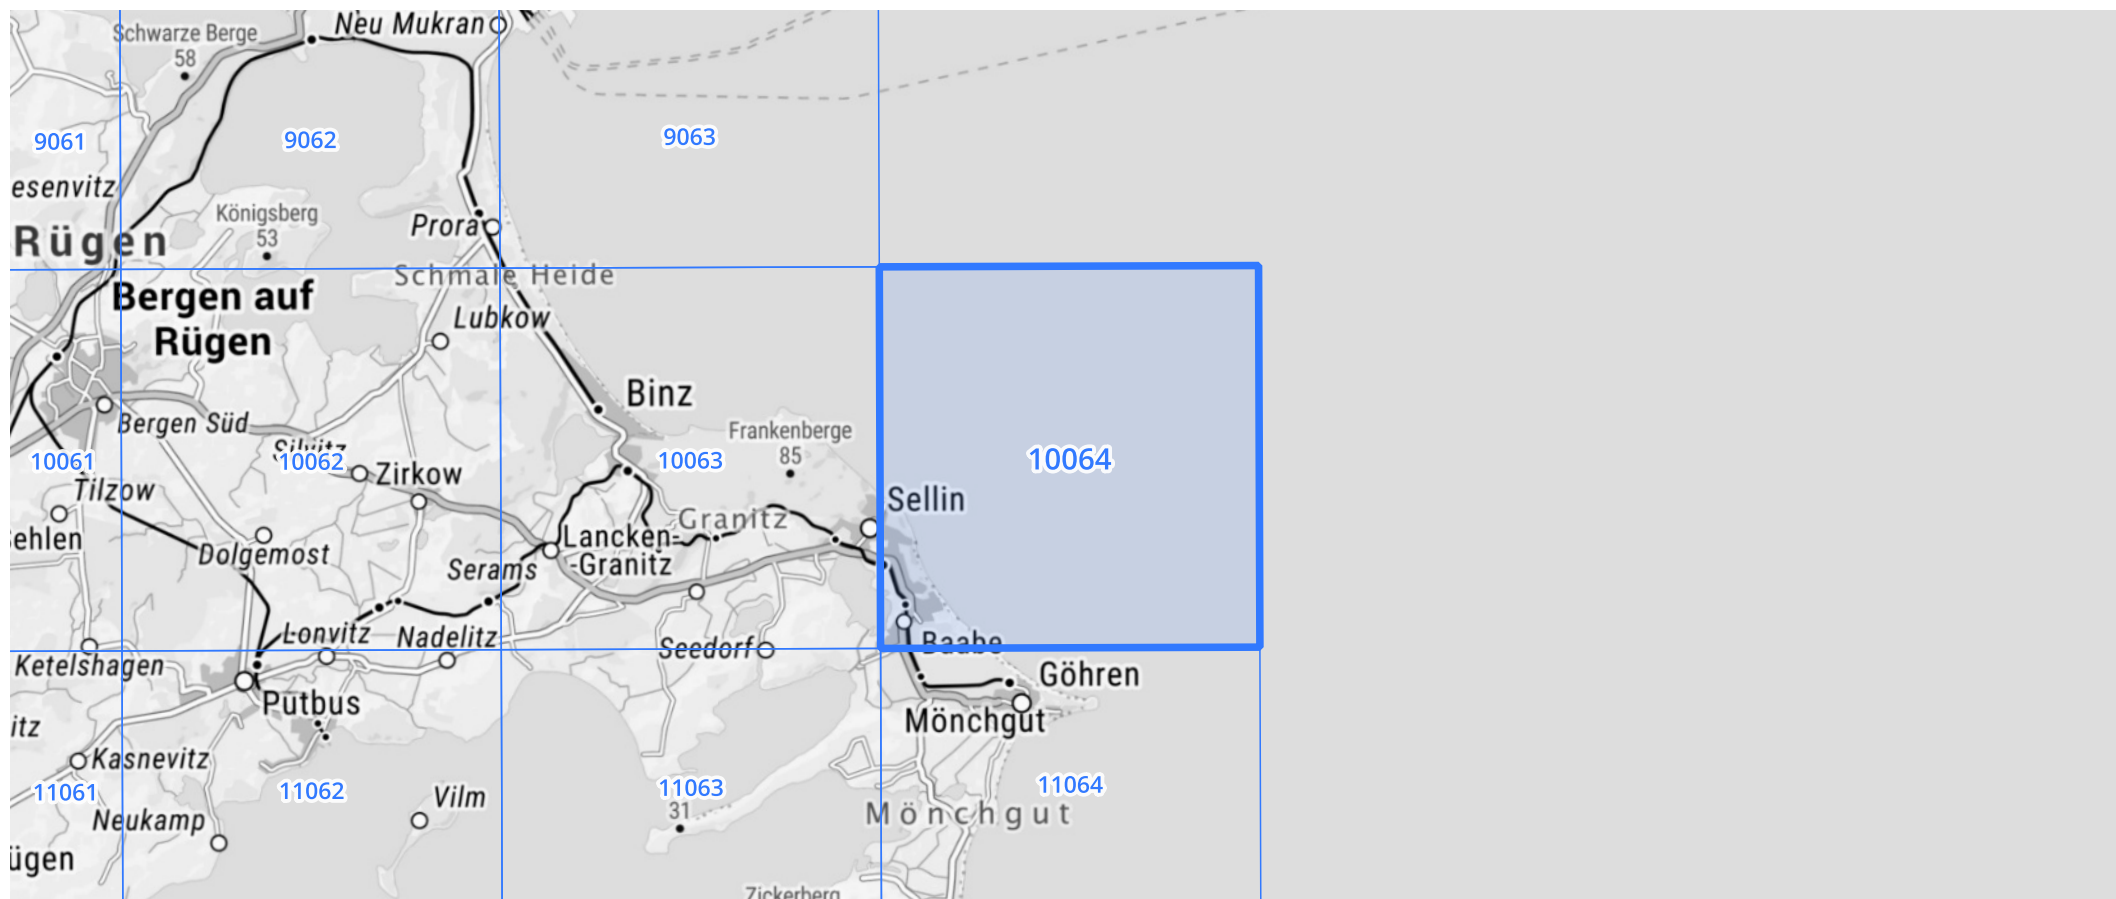 Neu Mukran
Schwarze Berge
58
9061
9062
9063
esenvitz
Königsberg
53
Prora
Rügen
Schmale Heide
Bergen auf
Rügen
Lubkow
Binz
Bergen Süd
Frankenberge
85
Silvitz
10061
10062
10063
10064
Zirkow
Tilzow
Sellin
Granitz
ehlen
Lancken-
-Granitz
Dolgemost
Serams
Lonvitz
Nadelitz
Seedorf
Baabe
Ketelshagen
Göhren
Putbus
Mönchgut
itz
Kasnevitz
11061
11062
11063
11064
Vilm
31
Mönchgut
Neukamp
ügen
Zickerberg